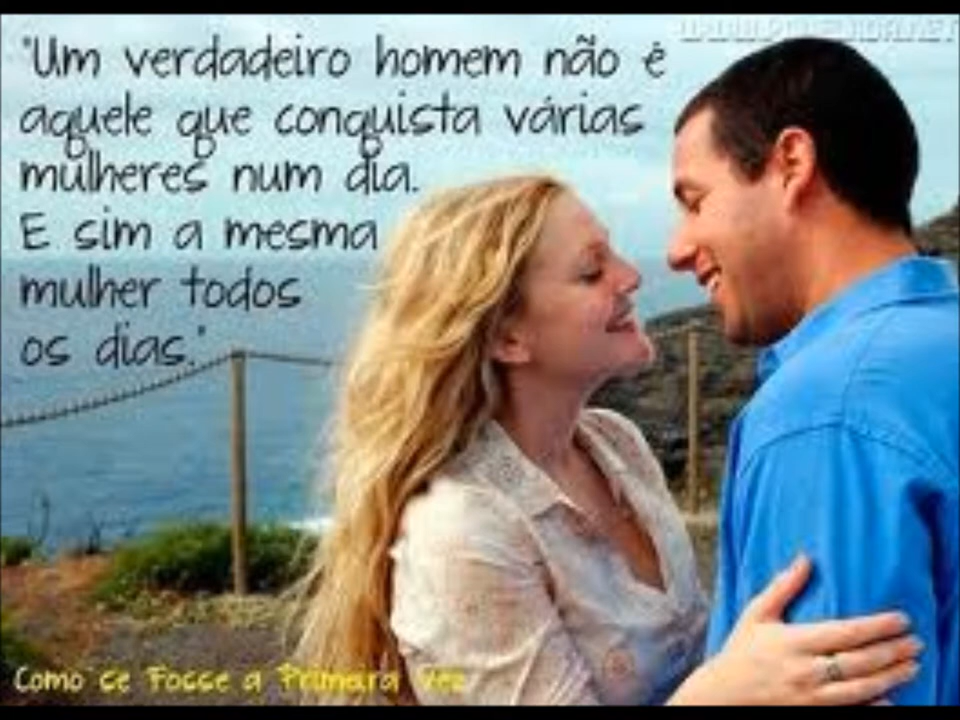 "Um verdadeiro homem não é
aquele que conquista várias
mulheres num dia.
E sim a mesma
mulher todos
os dias."
Como se Fosse a Primeira Vez